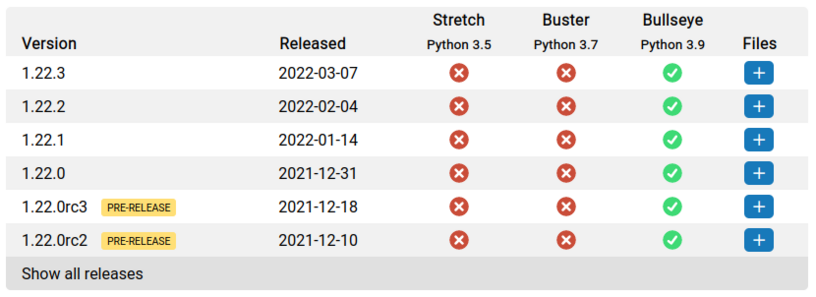 Stretch Buster Bullseye
Version Released Python 3.5 Python 3.7 Python 3.9 Files
1.22.3 2022-03-07
1.22.2 2022-02-04
1.22.1 2022-01-14
1.22.0 2021-12-31
1.22.0rc3 PRE-RELEASE 2021-12-18
1.22.0rc2 PRE-RELEASE 2021-12-10
Show all releases